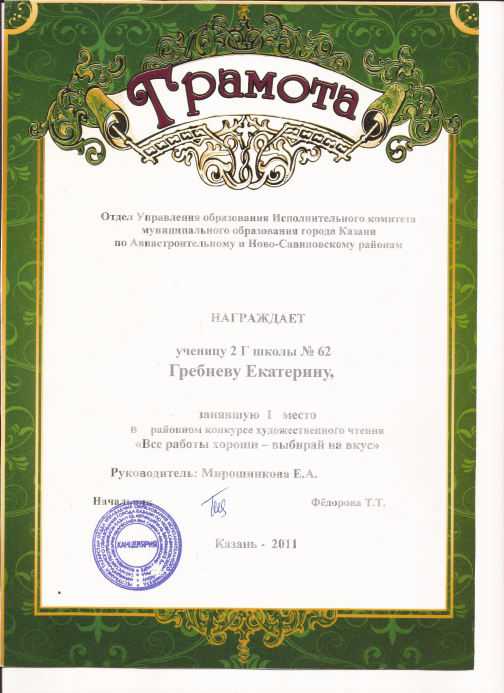 Грамота
Отдел Управления образования Исполнительного комитета
муниципального образования города Казани
по Авиастроительному и Ново-Савиновскому районам
НАГРАЖДАЕТ
ученицу 2 Г школы № 62
Гребневу Екатерину,
занявшую 1 место
В районном конкурсе художественного чтения
«Все работы хороши – выбирай на вкус»
Руководитель: Мирошникова Е.А.
Начальник Фёдорова Т.Т.
КАНЦЕЛЯРИЯ
Казань - 2011